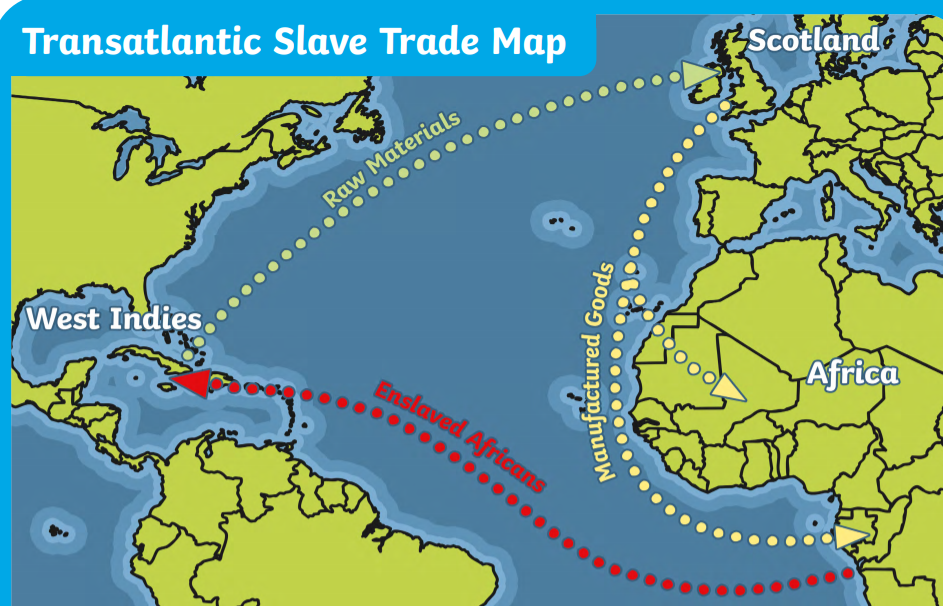 Transatlantic Slave Trade Map
Scotland
Raw Materials
West Indies
Manufactured Goods
Africa
Enslaved Africans